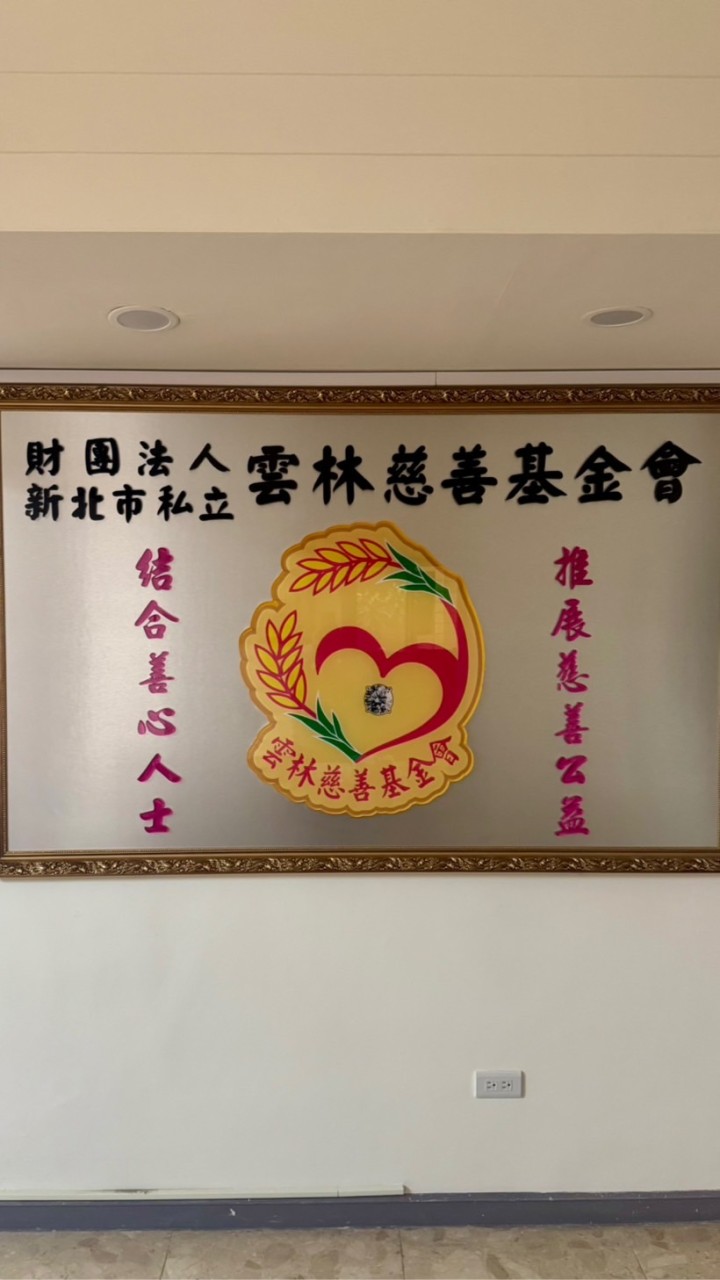 財團法人
新北市私立
雲林慈善基金會
結合善心人士
推展慈善公益
雲林慈善基金會